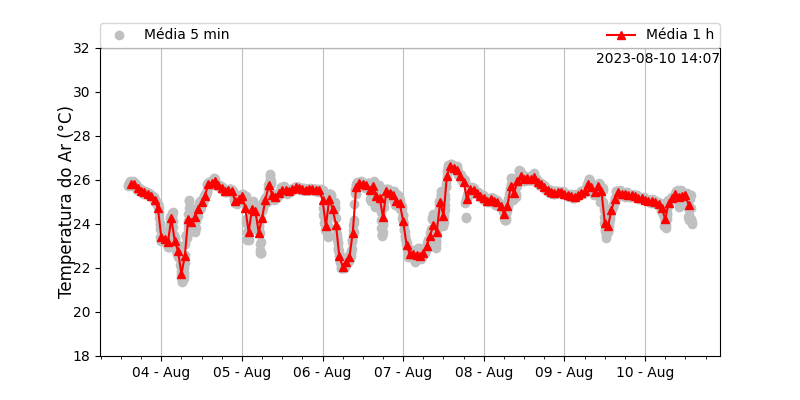 Média 5 min
Média 1 h
2023-08-10 14:07
Temperatura do Ar (°C)
32
30
28
26
24
22
20
18
04 - Aug
05 - Aug
06 - Aug
07 - Aug
08 - Aug
09 - Aug
10 - Aug